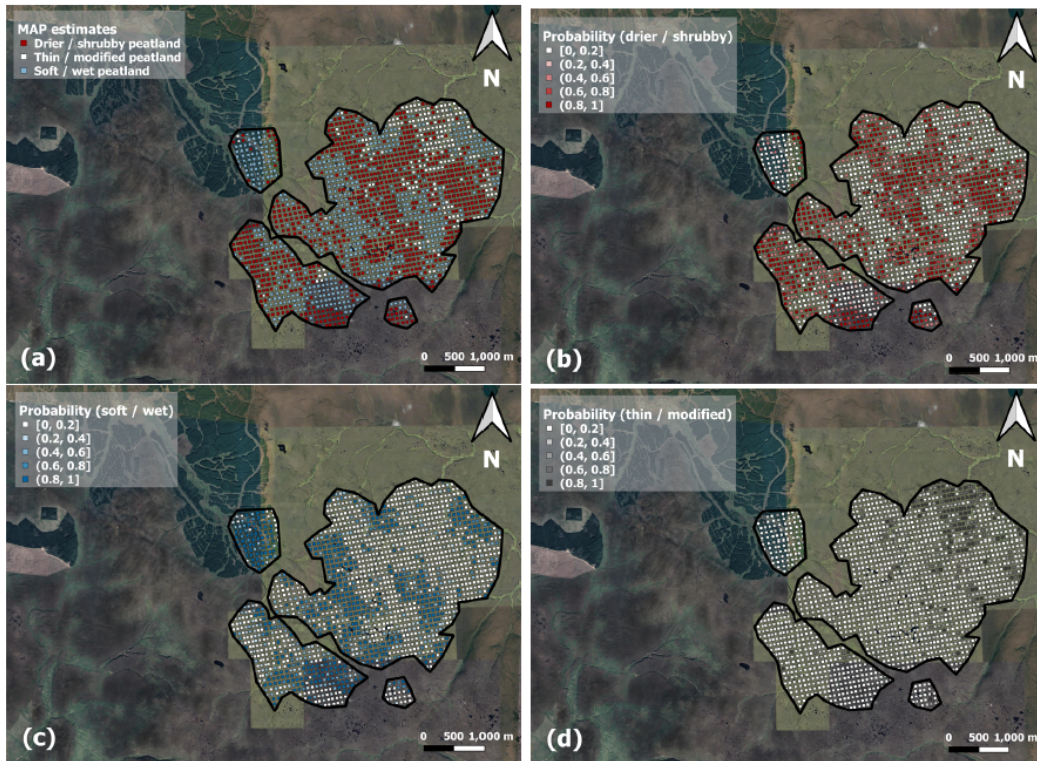 MAP estimates
Drier / shrubby peatland
Thin / modified peatland
Soft / wet peatland
N
(a)
0 500 1,000 m
Probability (drier / shrubby)
[0, 0.2]
(0.2, 0.4]
(0.4, 0.6]
(0.6, 0.8]
(0.8, 1]
N
(b)
0 500 1,000 m
Probability (soft / wet)
[0, 0.2]
(0.2, 0.4]
(0.4, 0.6]
(0.6, 0.8]
(0.8, 1]
N
(c)
0 500 1,000 m
Probability (thin / modified)
[0, 0.2]
(0.2, 0.4]
(0.4, 0.6]
(0.6, 0.8]
(0.8, 1]
N
(d)
0 500 1,000 m